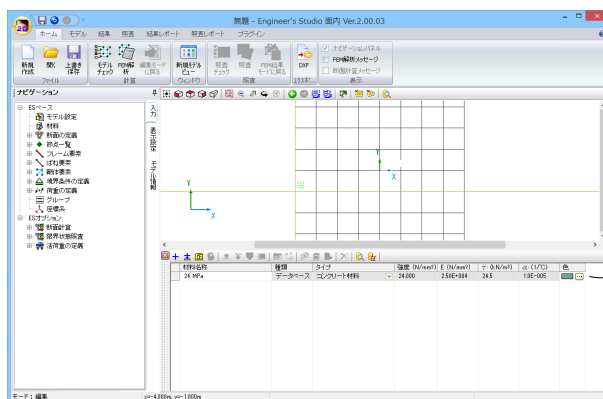 無題 - Engineer's Studio 面内 Ver.2.00.03
ホーム モデル 結果 照査 結果レポート 照査レポート プラグイン
新規作成 開く 上書き保存 モデルチェック FEM解析 編集モードに戻る 新規モデルビュー 照査チェック 照査 FEM結果モードに戻る DXF
ナビゲーションパネル
FEM解析メッセージ
断面計算メッセージ
ファイル 計算 ウィンドウ 照査 エクスポ... 表示
ナビゲーション
ESベース
モデル設定
材料
断面の定義
節点一覧
フレーム要素
ばね要素
剛体要素
境界条件の定義
荷重の定義
グループ
座標系
ESオプション
断面計算
限界状態照査
活荷重の定義
入力
表示設定
モデル情報
Y
X
Y
X
材料名称 種類 タイプ 強度 (N/mm²) E (N/mm²) γ (kN/m³) α (1/℃) 色
24 MPa データベース コンクリート材料 24.000 2.50E+004 24.5 1.0E-005
モード : 編集 x=-4.000m, y=-1.000m